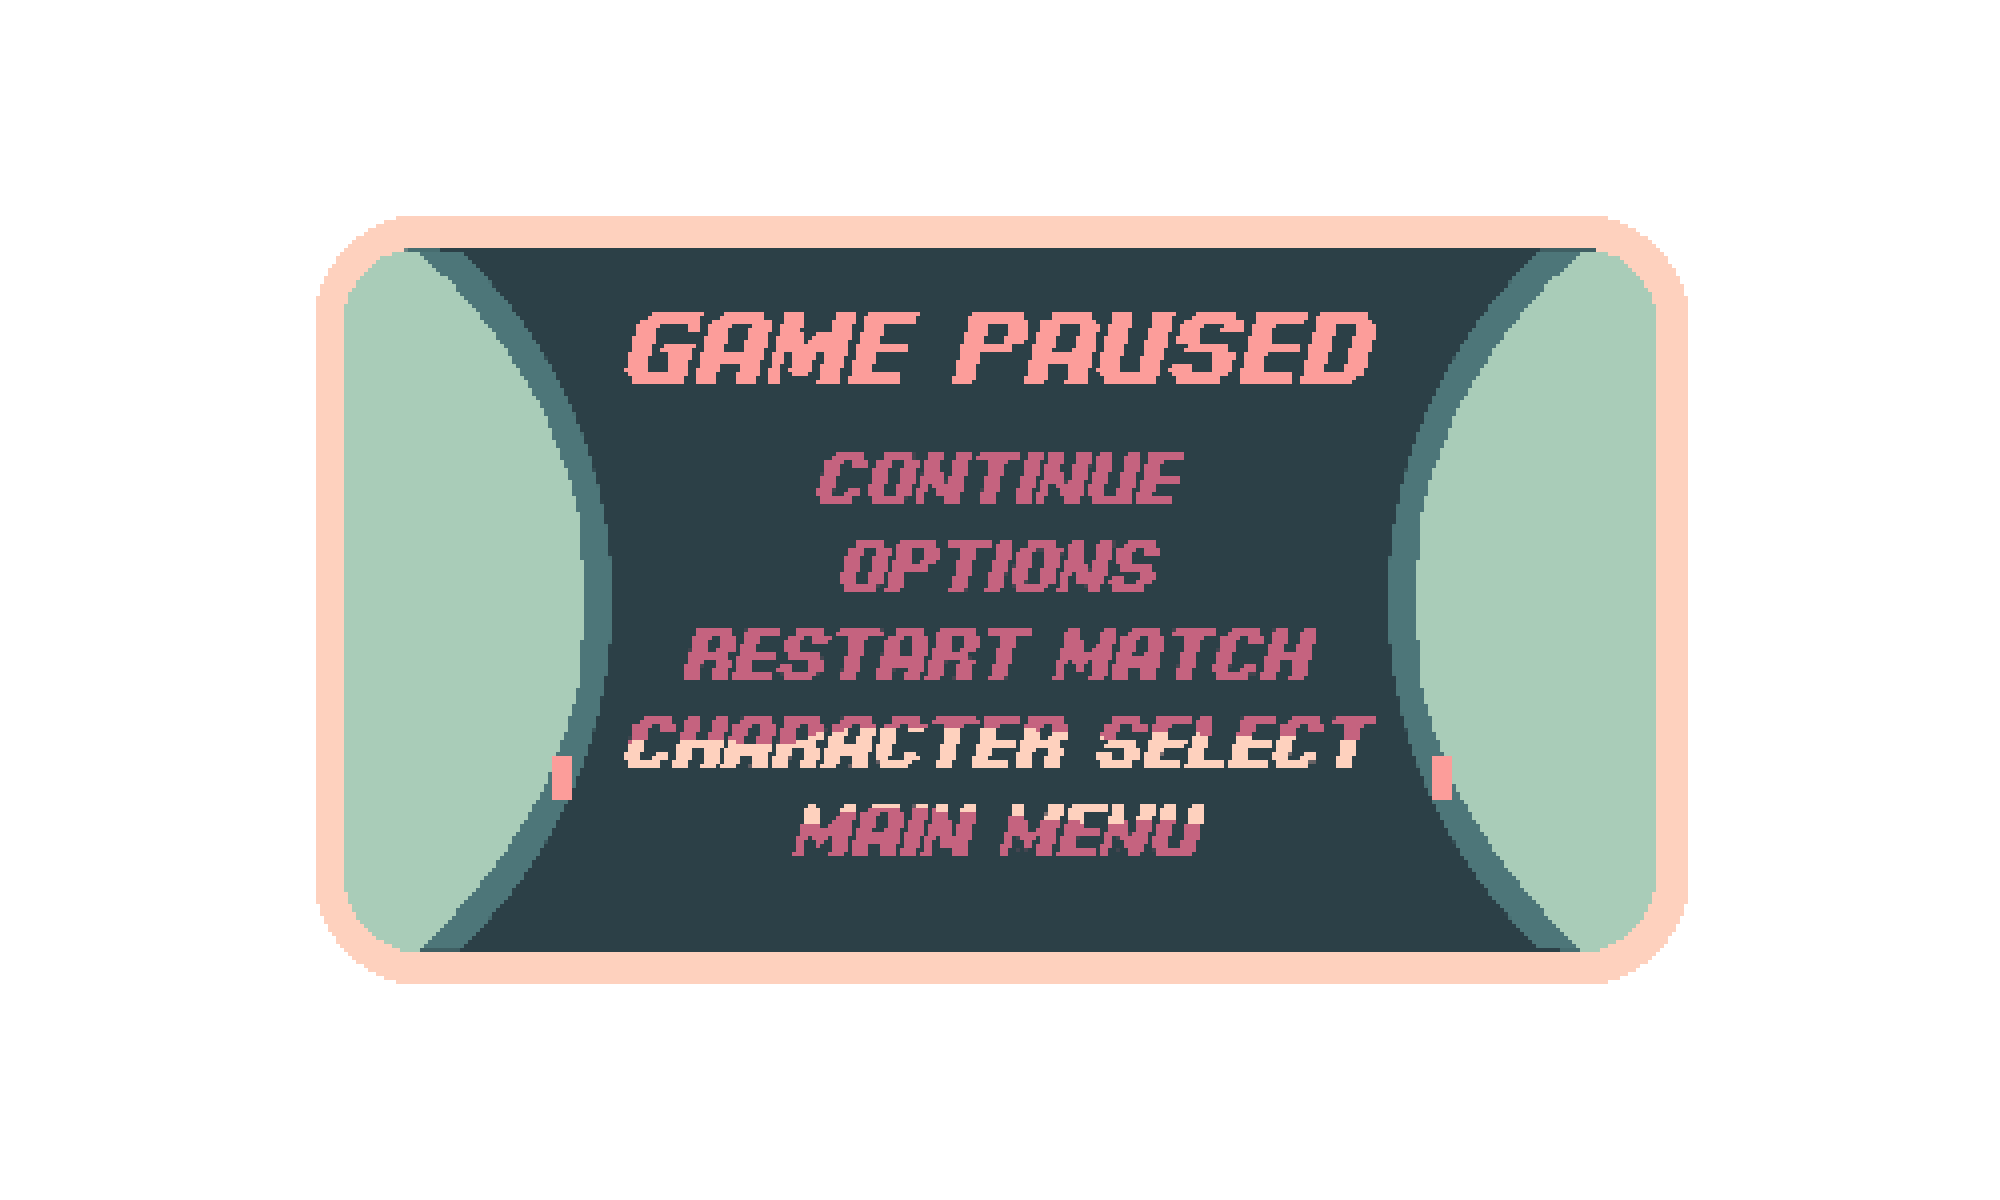 GAME PAUSED
CONTINUE
OPTIONS
RESTART MATCH
CHARACTER SELECT
MAIN MENU